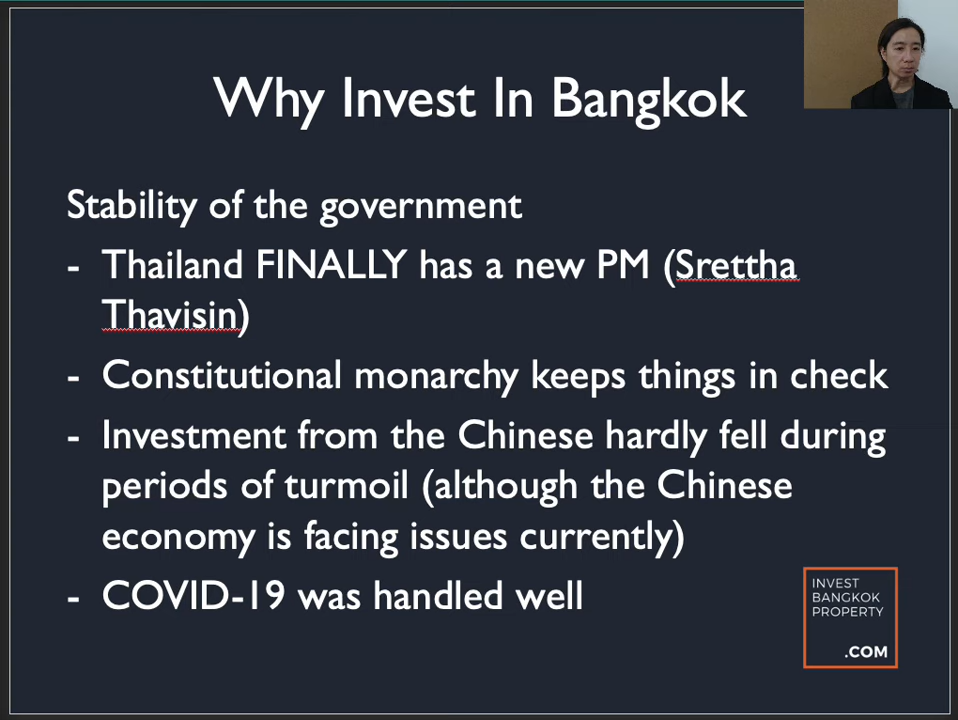 Why Invest In Bangkok
Stability of the government
- Thailand FINALLY has a new PM (Srettha
Thavisin)
- Constitutional monarchy keeps things in check
- Investment from the Chinese hardly fell during
periods of turmoil (although the Chinese
economy is facing issues currently)
- COVID-19 was handled well
INVEST
BANGKOK
PROPERTY
.COM